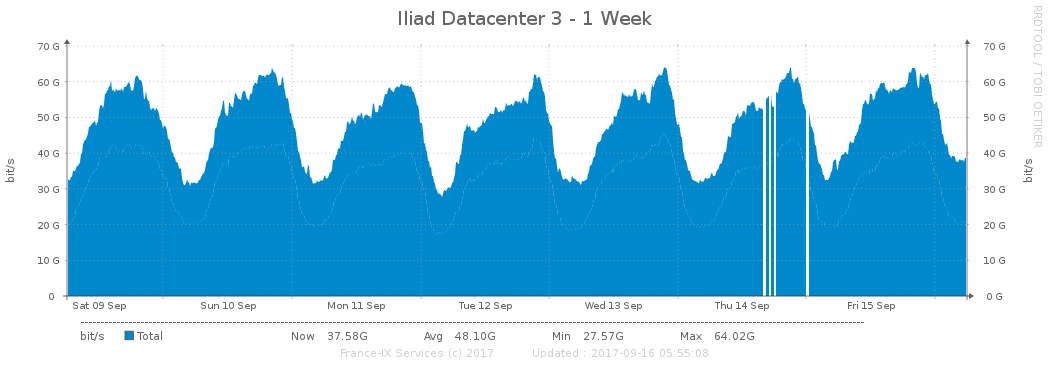 Iliad Datacenter 3 - 1 Week
RRDTOOL / TOBI OETIKER
bit/s
70 G
60 G
50 G
40 G
30 G
20 G
10 G
0
70 G
60 G
50 G
40 G
30 G
20 G
10 G
0 G
bit/s
Sat 09 Sep Sun 10 Sep Mon 11 Sep Tue 12 Sep Wed 13 Sep Thu 14 Sep Fri 15 Sep
bit/s Total Now 37.58G Avg 48.10G Min 27.57G Max 64.02G
France-IX Services (c) 2017 Updated : 2017-09-16 05:55:08